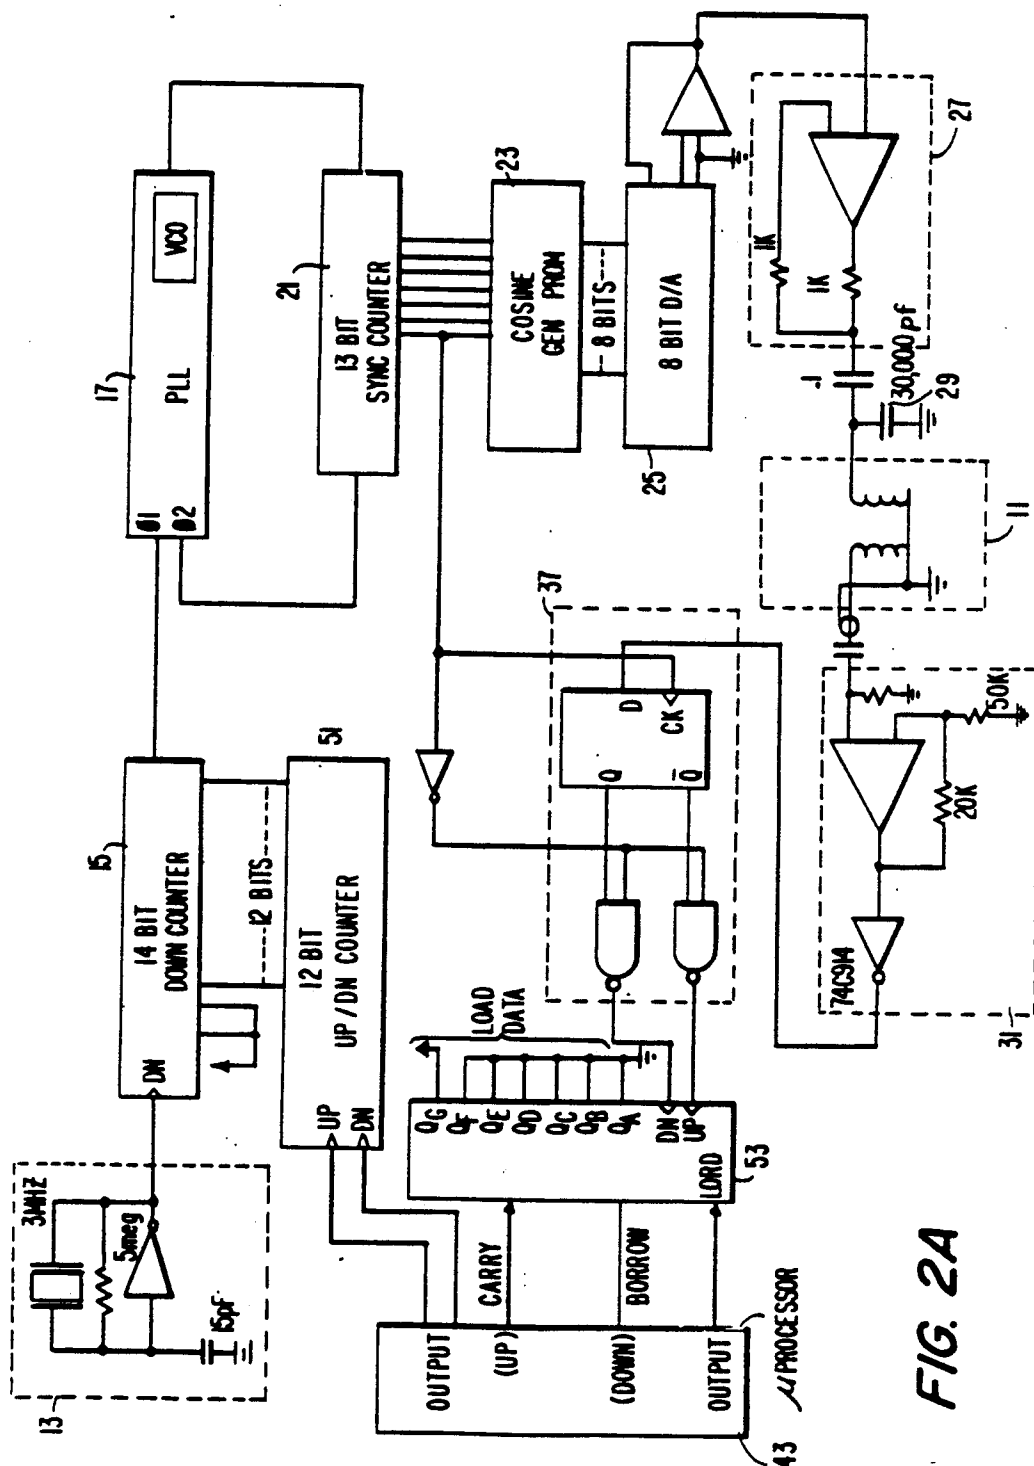 13
3MHZ
5meg
15pF
15
14 BIT
DOWN COUNTER
DN
12 BITS
51
12 BIT
UP/DN COUNTER
UP
DN
17
PLL
VCO
Ø1
Ø2
21
13 BIT
SYNC COUNTER
23
COSINE
GEN PROM
8 BITS
25
8 BIT D/A
27
1K
1K
.1
30,000pf
29
11
37
D
CK
Q
Q̅
31
74C914
20K
50K
LOAD
DATA
QG
QF
QE
QD
QC
QB
QA
DN
UP
LORD
53
CARRY
BORROW
OUTPUT
(UP)
(DOWN)
OUTPUT
μPROCESSOR
43
FIG. 2A